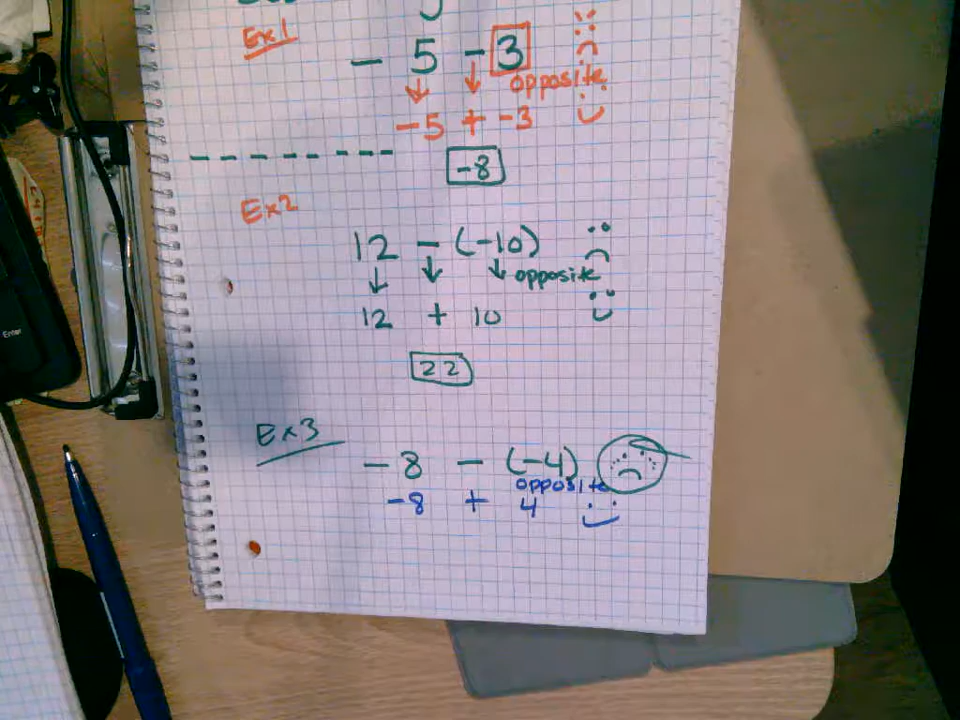 Ex1
- 5 - 3
opposite
-5 + -3
-8
Ex2
12 - (-10)
opposite
12 + 10
22
Ex3
-8 - (-4)
opposite
-8 + 4
Enter